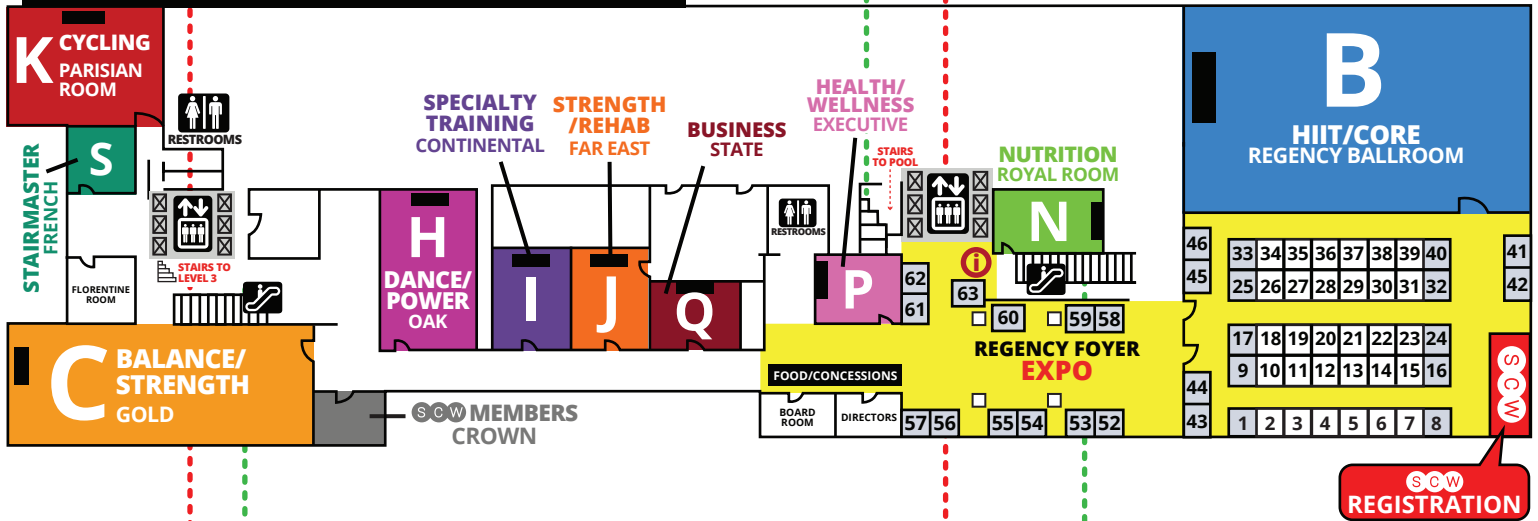 K
CYCLING
PARISIAN
ROOM
RESTROOMS
S
STAIRMASTER
FRENCH
STAIRS TO
LEVEL 3
FLORENTINE
ROOM
C
BALANCE/
STRENGTH
GOLD
SCW MEMBERS
CROWN
H
DANCE/
POWER
OAK
SPECIALTY
TRAINING
CONTINENTAL
I
STRENGTH
/REHAB
FAR EAST
J
BUSINESS
STATE
Q
RESTROOMS
HEALTH/
WELLNESS
EXECUTIVE
P
STAIRS
TO POOL
NUTRITION
ROYAL ROOM
N
i
62
61
63
60
59 58
REGENCY FOYER
EXPO
FOOD/CONCESSIONS
BOARD
ROOM
DIRECTORS
57 56
55 54
53 52
B
HIIT/CORE
REGENCY BALLROOM
46
45
44
43
33 34 35 36 37 38 39 40
25 26 27 28 29 30 31 32
17 18 19 20 21 22 23 24
9 10 11 12 13 14 15 16
1 2 3 4 5 6 7 8
41
42
SCW
SCW
REGISTRATION